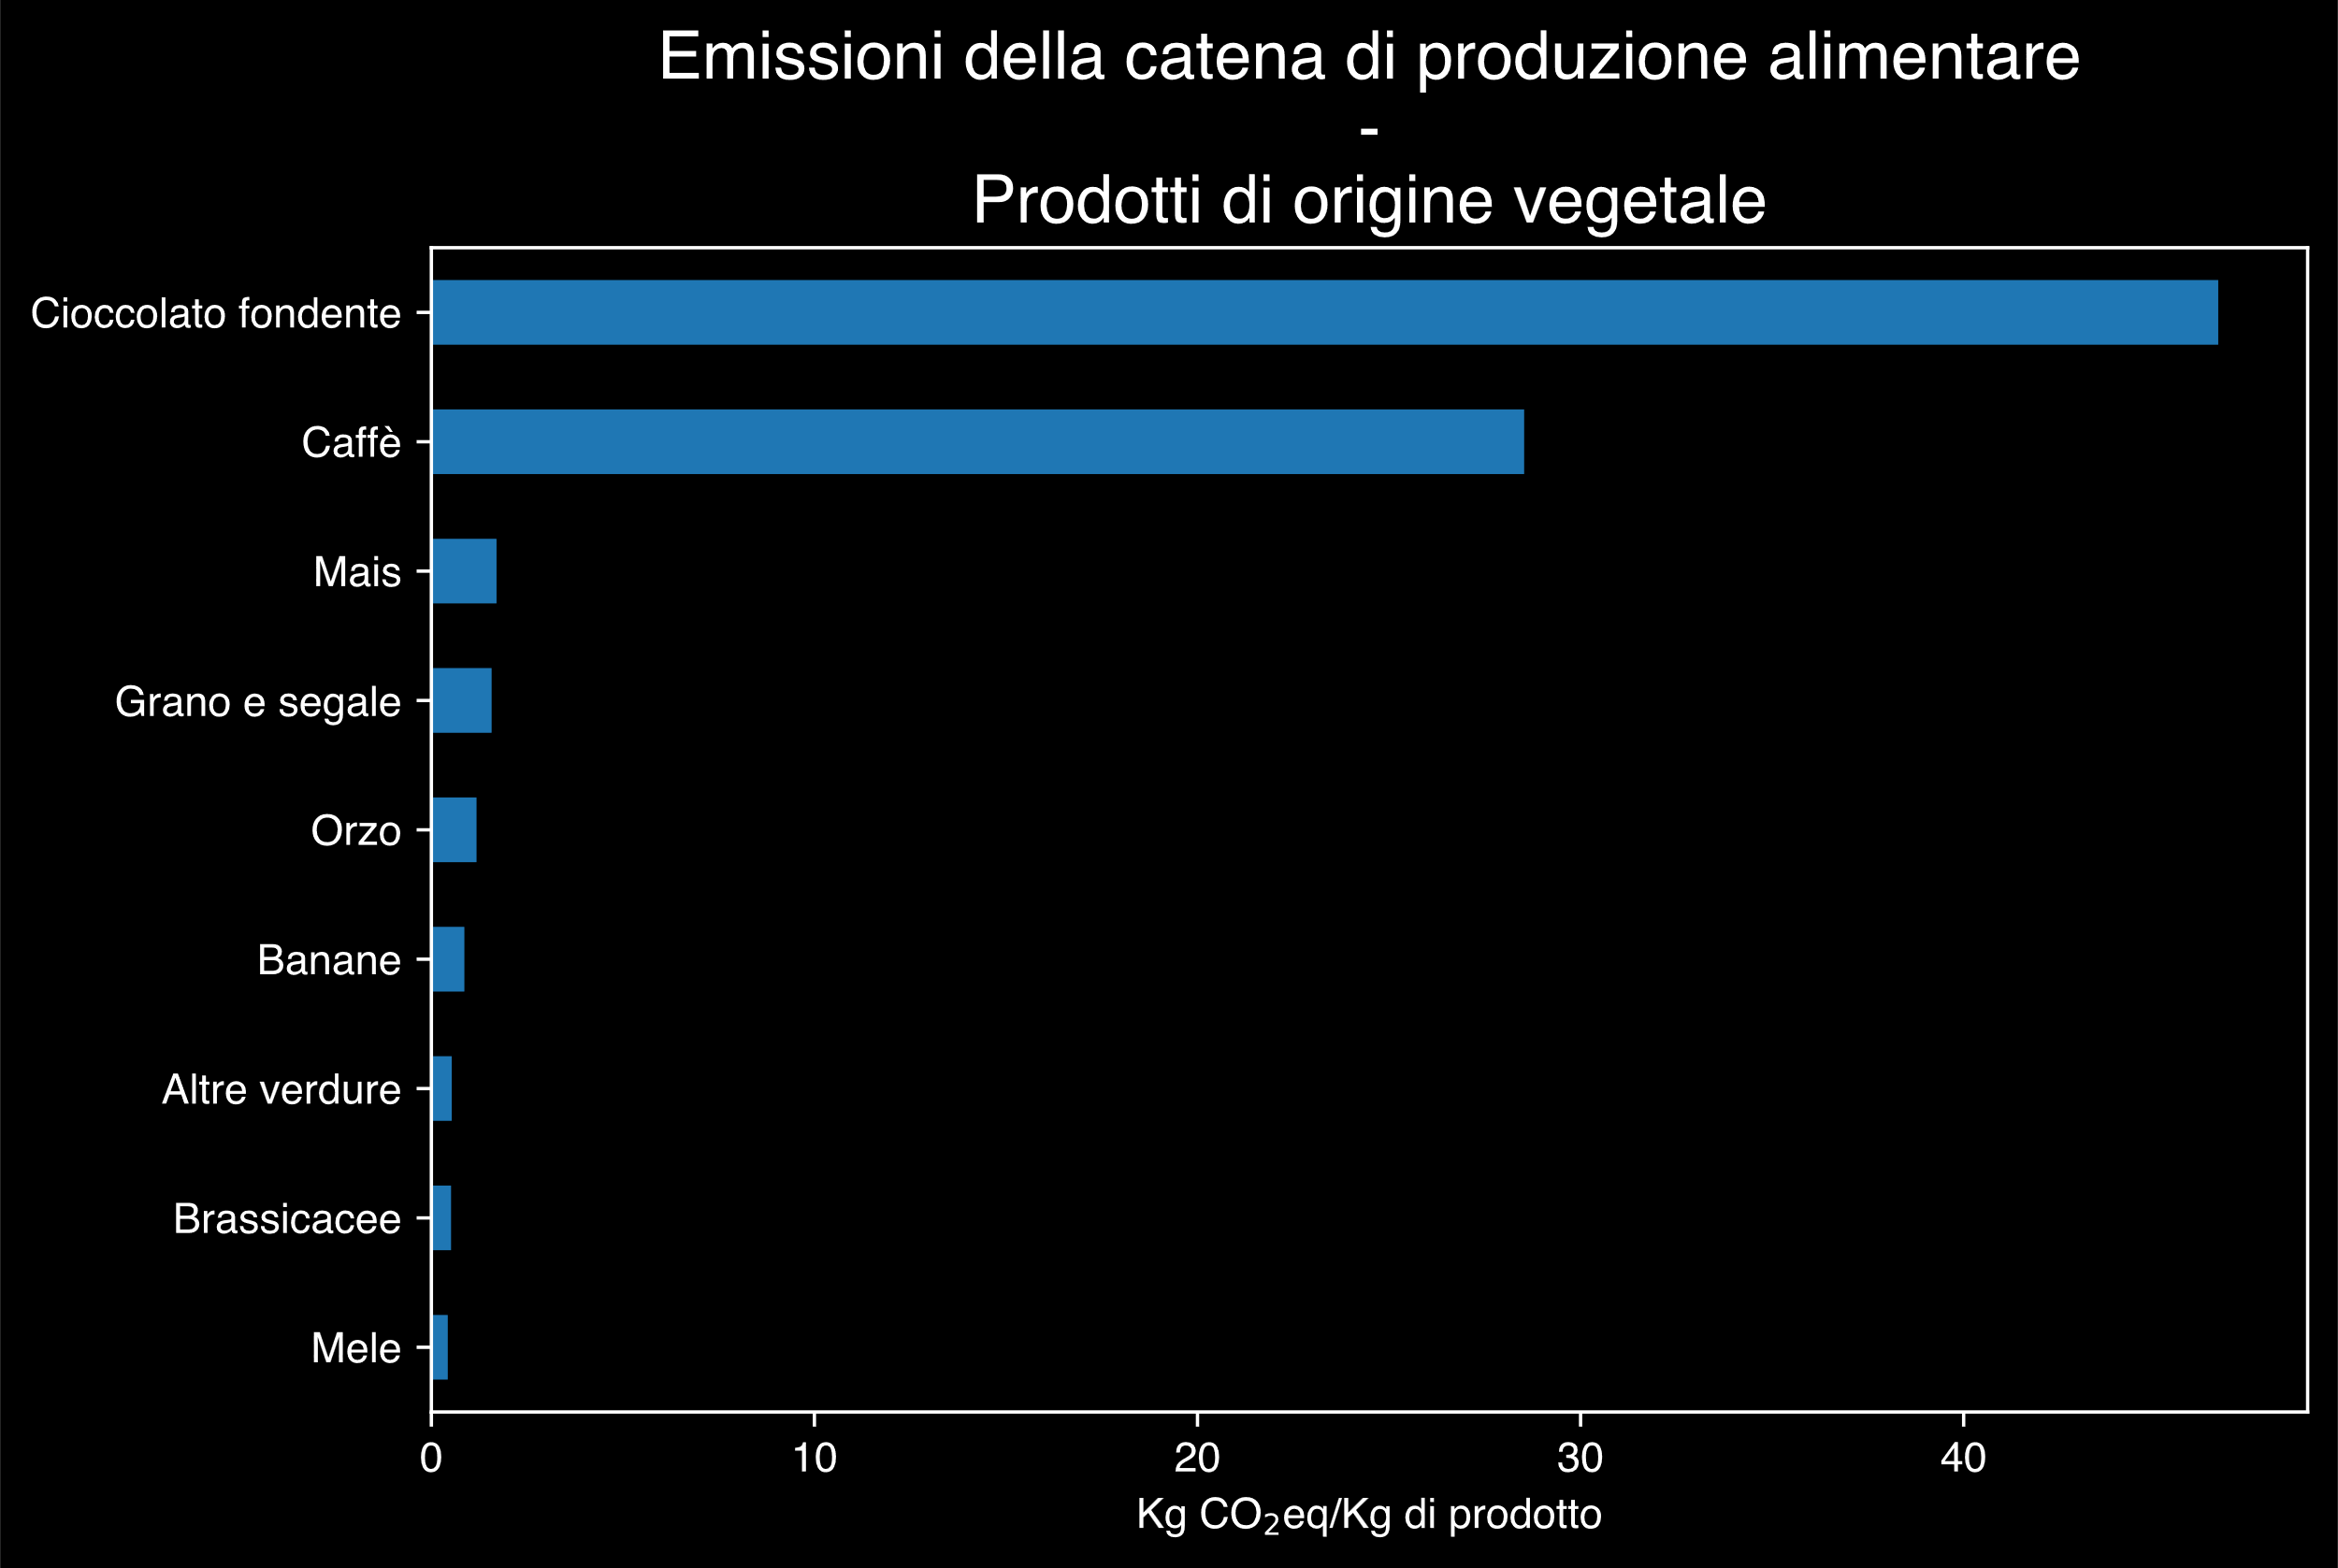 Emissioni della catena di produzione alimentare
-
Prodotti di origine vegetale
Cioccolato fondente
Caffè
Mais
Grano e segale
Orzo
Banane
Altre verdure
Brassicacee
Mele
0 10 20 30 40
Kg CO₂eq/Kg di prodotto